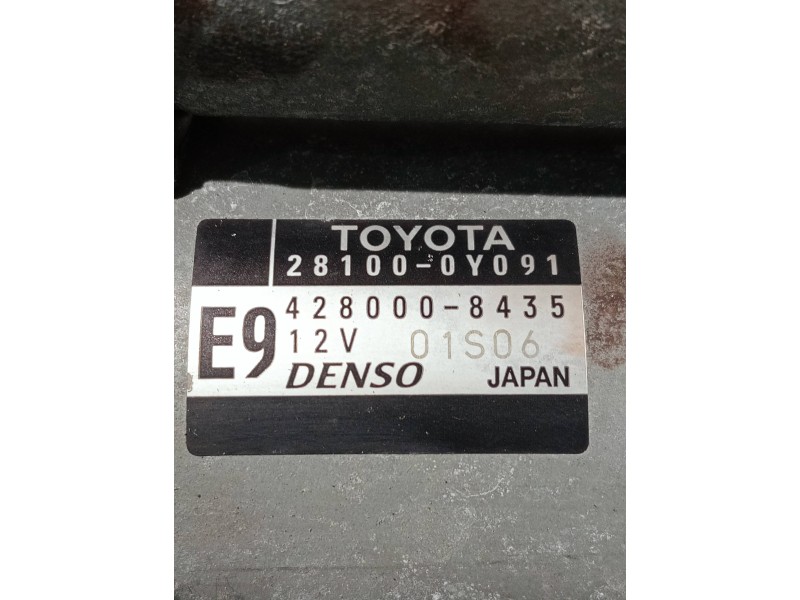 TOYOTA
28100-0Y091
E9
428000-8435
12V 01S06
DENSO JAPAN